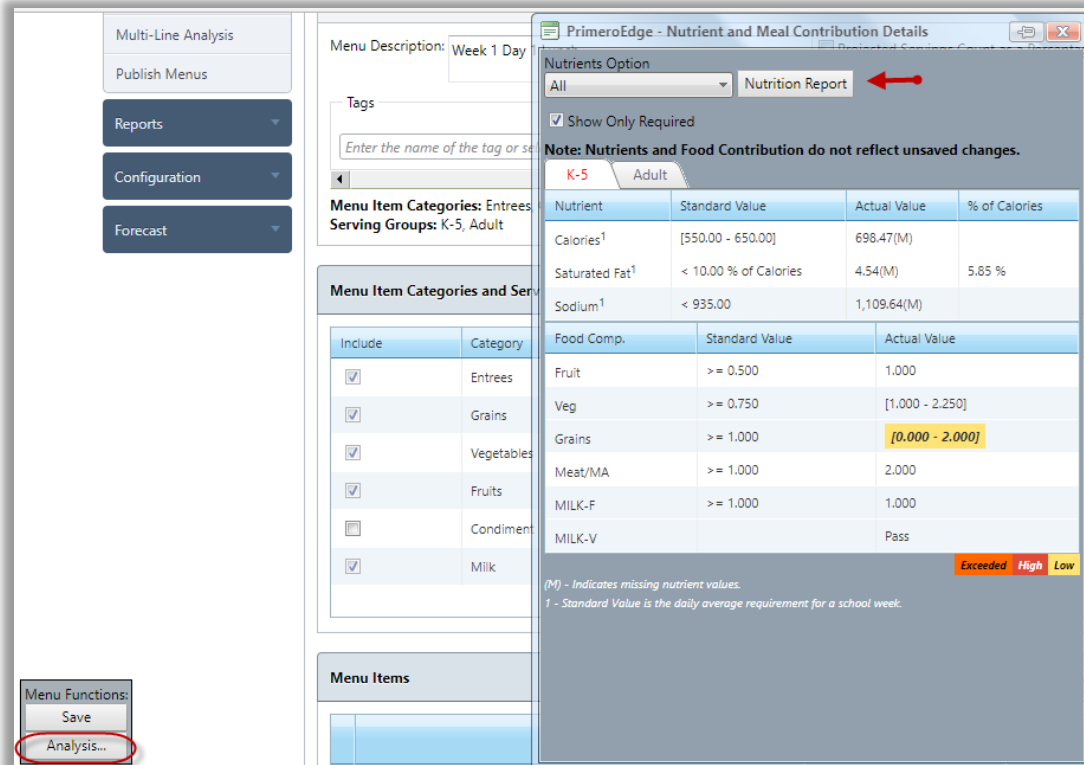 Multi-Line Analysis
Publish Menus
Reports
Configuration
Forecast
Menu Functions:
Save
Analysis...
Menu Description: Week 1 Day 1
Tags
Enter the name of the tag or sel
Menu Item Categories: Entrees,
Serving Groups: K-5, Adult
Menu Item Categories and Serv
Include Category
Entrees
Grains
Vegetables
Fruits
Condiment
Milk
Menu Items
PrimeroEdge - Nutrient and Meal Contribution Details
Projected Servings Count as a Percentag
Nutrients Option
All Nutrition Report
Show Only Required
Note: Nutrients and Food Contribution do not reflect unsaved changes.
K-5 Adult
Nutrient Standard Value Actual Value % of Calories
Calories1 [550.00 - 650.00] 698.47(M)
Saturated Fat1 < 10.00 % of Calories 4.54(M) 5.85 %
Sodium1 < 935.00 1,109.64(M)
Food Comp. Standard Value Actual Value
Fruit >= 0.500 1.000
Veg >= 0.750 [1.000 - 2.250]
Grains >= 1.000 [0.000 - 2.000]
Meat/MA >= 1.000 2.000
MILK-F >= 1.000 1.000
MILK-V Pass
Exceeded High Low
(M) - Indicates missing nutrient values.
1 - Standard Value is the daily average requirement for a school week.